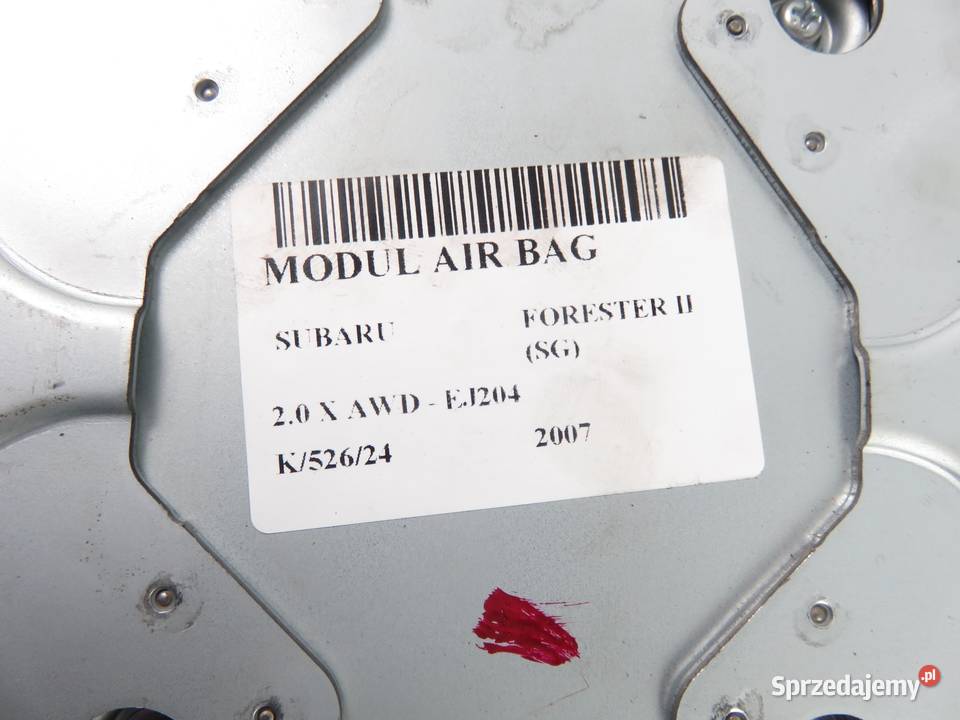 MODUL AIR BAG
SUBARU
FORESTER II
(SG)
2.0 X AWD - EJ204
K/526/24
2007
Sprzedajemy.pl